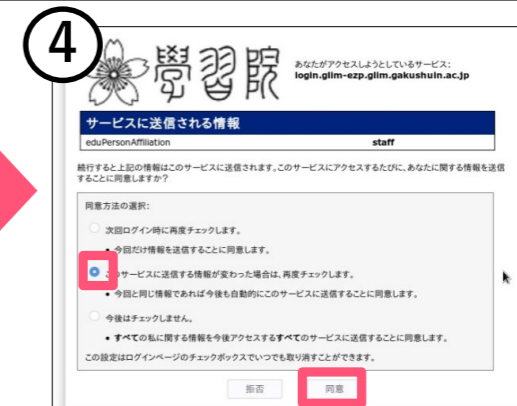 ④
學習院
あなたがアクセスしようとしているサービス:
login.glim-ezp.glim.gakushuin.ac.jp
サービスに送信される情報
eduPersonAffiliation staff
続行すると上記の情報はこのサービスに送信されます。このサービスにアクセスするたびに、あなたに関する情報を送信
することに同意しますか？
同意方法の選択:
次回ログイン時に再度チェックします。
• 今回だけ情報を送信することに同意します。
このサービスに送信する情報が変わった場合は、再度チェックします。
• 今回と同じ情報であれば今後も自動的にこのサービスに送信することに同意します。
今後はチェックしません。
• すべての私に関する情報を今後アクセスするすべてのサービスに送信することに同意します。
この設定はログインページのチェックボックスでいつでも取り消すことができます。
拒否 同意